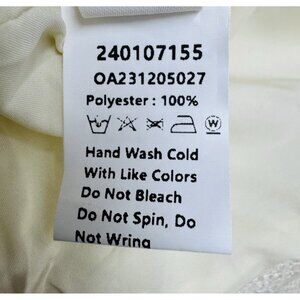 240107155
OA231205027
Polyester : 100%
W
Hand Wash Cold
With Like Colors
Do Not Bleach
Do Not Spin, Do
Not Wring